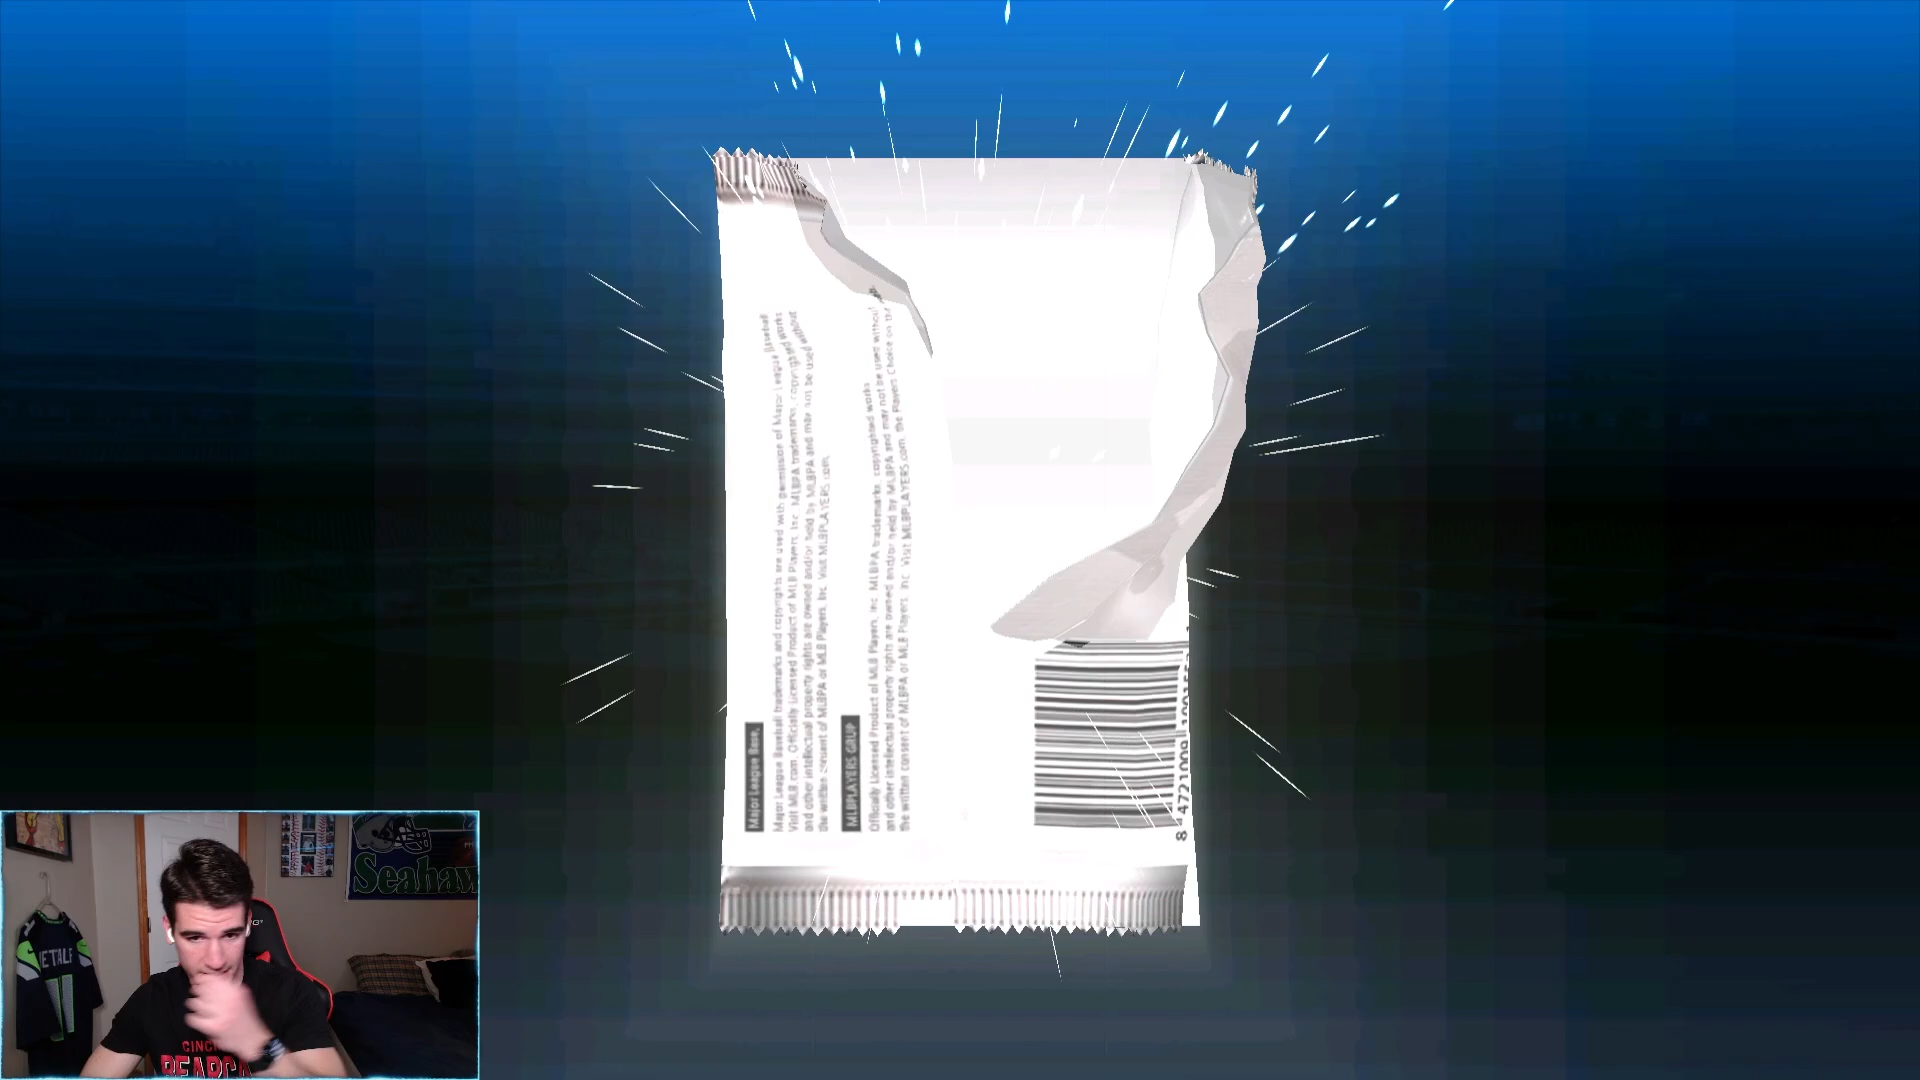 Major League Base.
Major League Baseball trademarks and copyrights are used with permission of Major League Baseball
Visit MLB.com. Officially Licensed Product of MLB Players, Inc. MLBPA trademarks, copyrighted works
and other intellectual property rights are owned and/or held by MLBPA and may not be used without
the written consent of MLBPA or MLB Players, Inc. Visit MLBPLAYERS.com,
MLBPLAYERS GRUP
Officially Licensed Product of MLB Players, Inc. MLBPA trademarks, copyrighted works
and other intellectual property rights are owned and/or held by MLBPA and may not be used without
the written consent of MLBPA or MLB Players, Inc. Visit MLBPLAYERS.com, the Players Choice on the
8 471009
Seahaw
METALF
CINCI
BEARCA